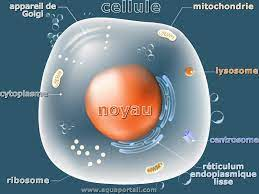 cellule
appareil de
Golgi
mitochondrie
lysosome
cytoplasme
noyau
centrosome
ribosome
réticulum
endoplasmique
lisse
www.aquaportail.com